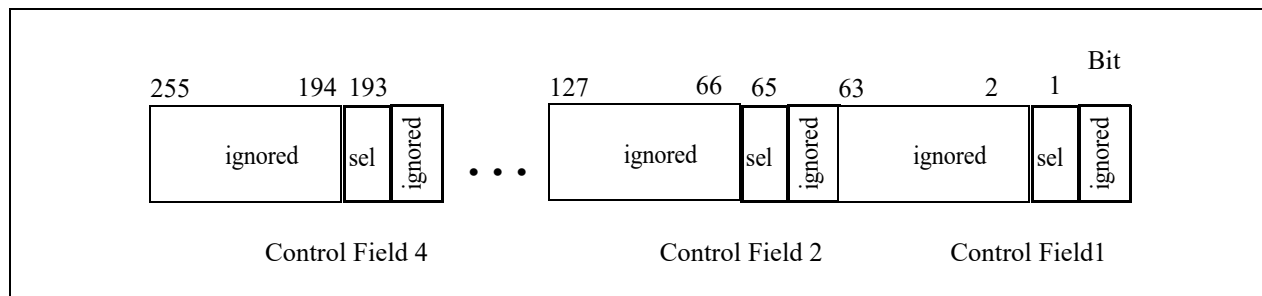 Bit
255 194 193 127 66 65 63 2 1
ignored sel ignored • • • ignored sel ignored ignored sel ignored
Control Field 4 Control Field 2 Control Field1